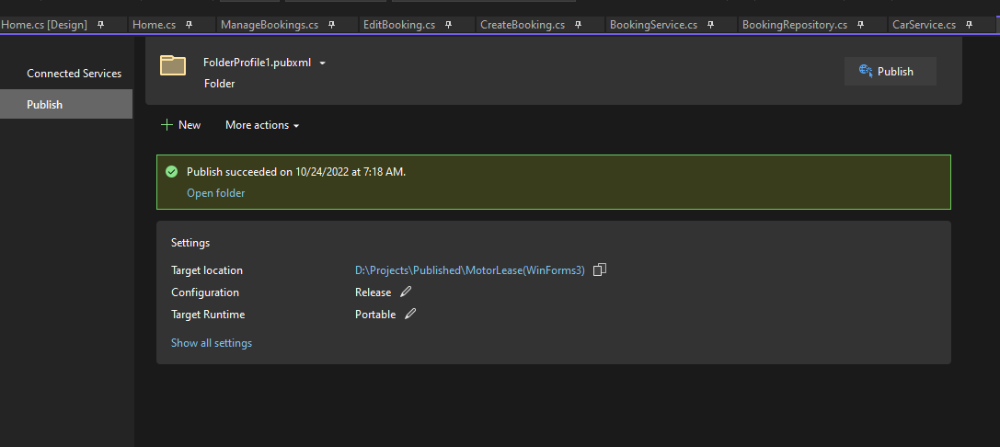 Home.cs [Design] Home.cs ManageBookings.cs EditBooking.cs CreateBooking.cs BookingService.cs BookingRepository.cs CarService.cs
Connected Services
Publish
FolderProfile1.pubxml
Folder
Publish
New More actions
Publish succeeded on 10/24/2022 at 7:18 AM.
Open folder
Settings
Target location D:\Projects\Published\MotorLease(WinForms3)
Configuration Release
Target Runtime Portable
Show all settings